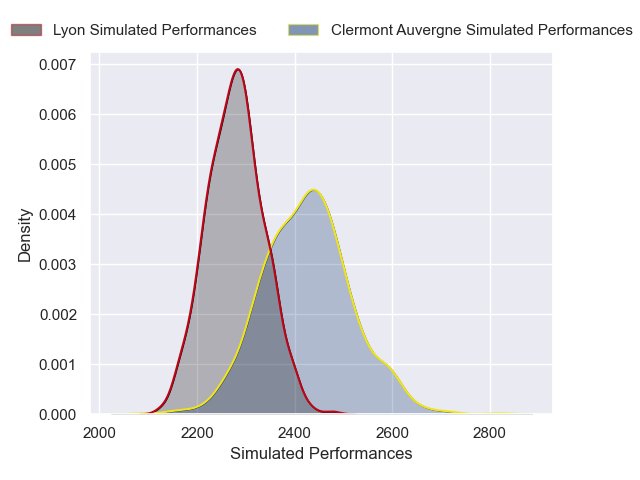 Lyon Simulated Performances
Clermont Auvergne Simulated Performances
0.007
0.006
0.005
0.004
0.003
0.002
0.001
0.000
Density
2000 2200 2400 2600 2800
Simulated Performances